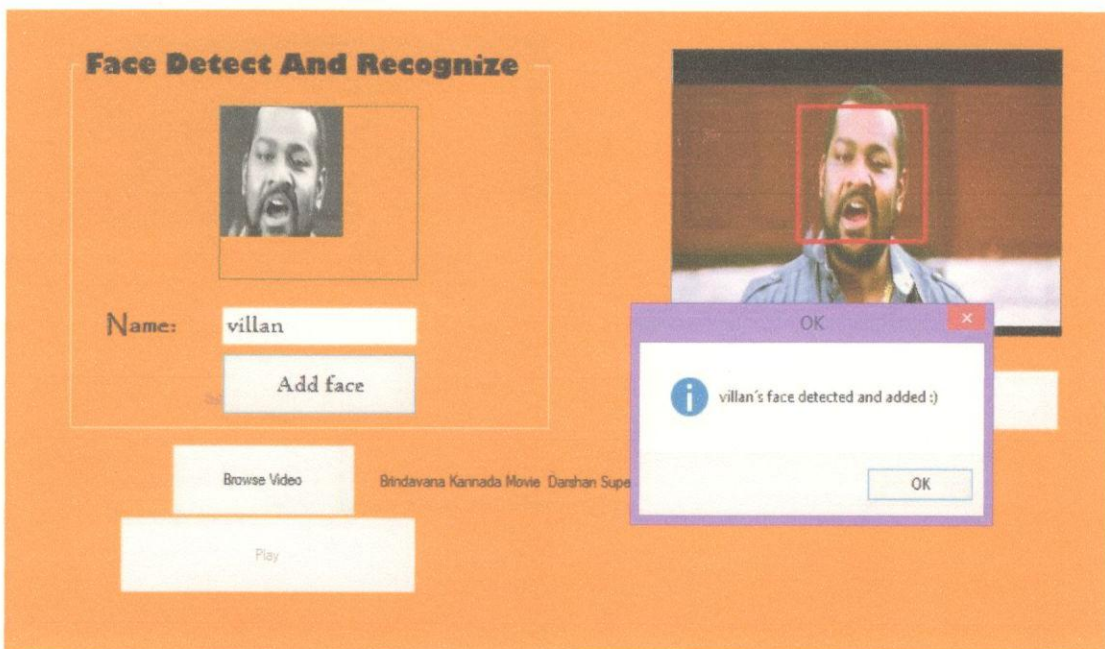 Face Detect And Recognize
Name:
villan
Add face
Browse Video
Brindavana Kannada Movie Darshan Supe
Play
OK
villan's face detected and added :)
OK